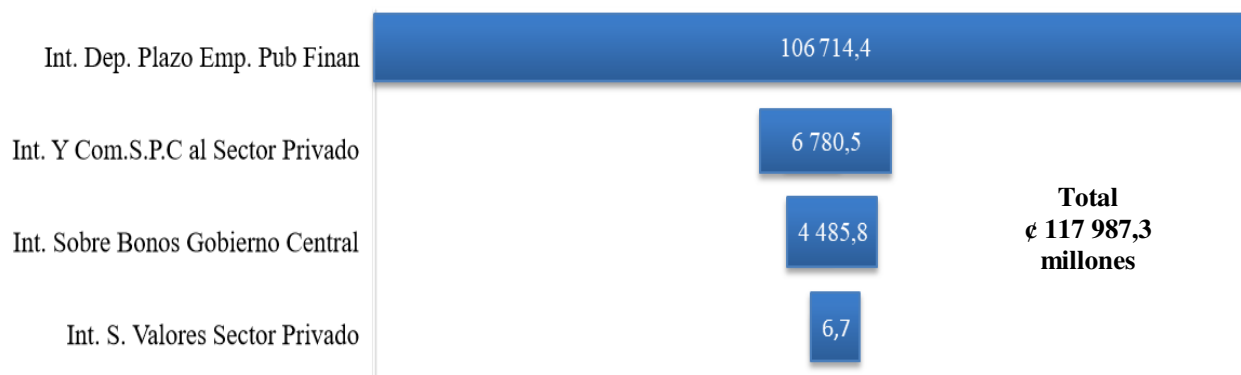 Int. Dep. Plazo Emp. Pub Finan
106 714,4
Int. Y Com.S.P.C al Sector Privado
6 780,5
Int. Sobre Bonos Gobierno Central
4 485,8
Int. S. Valores Sector Privado
6,7
Total
¢ 117 987,3
millones